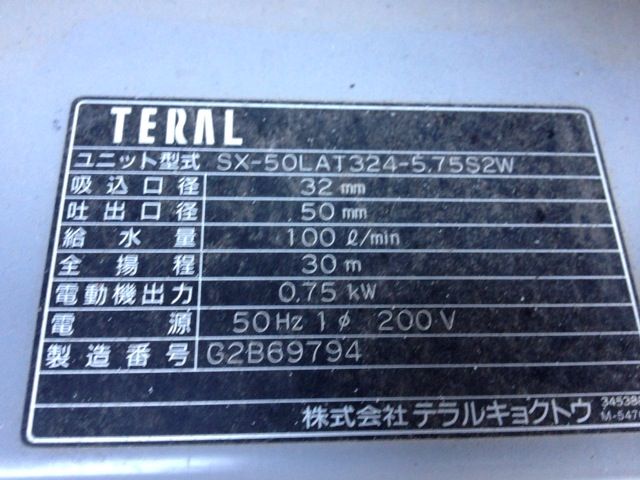 TERAL
ユニット型式 SX-50LAT324-5.75S2W
吸込口径 32 mm
吐出口径 50 mm
給水量 100 ℓ/min
全揚程 30 m
電動機出力 0.75 kW
電源 50Hz 1φ 200V
製造番号 G2B69794
株式会社 テラルキョクトウ